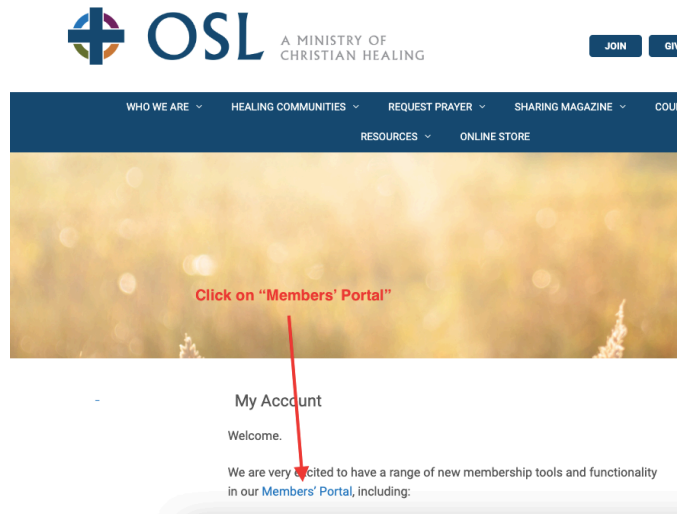 OSL
A MINISTRY OF
CHRISTIAN HEALING
JOIN
WHO WE ARE
HEALING COMMUNITIES
REQUEST PRAYER
SHARING MAGAZINE
RESOURCES
ONLINE STORE
Click on “Members’ Portal”
My Account
Welcome.
We are very excited to have a range of new membership tools and functionality
in our Members’ Portal, including: